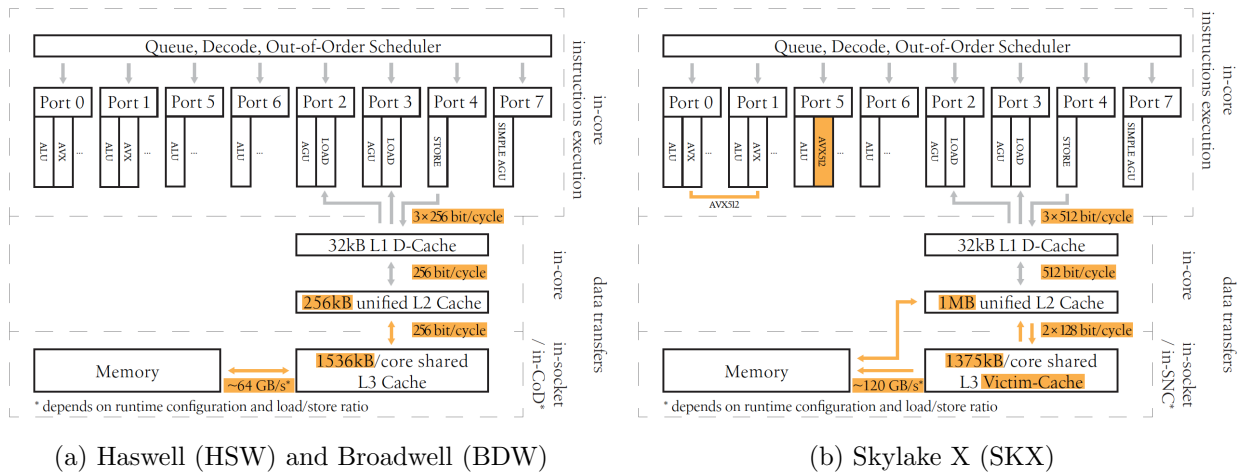 Queue, Decode, Out-of-Order Scheduler
Port 0 Port 1 Port 5 Port 6 Port 2 Port 3 Port 4 Port 7
ALU AVX ... ALU AVX ... ALU ... ALU ... AGU LOAD AGU LOAD STORE SIMPLE AGU
in-core
instructions execution
3×256 bit/cycle
32kB L1 D-Cache
256 bit/cycle
256kB unified L2 Cache
in-core
256 bit/cycle
Memory
~64 GB/s*
1536kB/core shared
L3 Cache
in-socket
/ in-CoD*
data transfers
* depends on runtime configuration and load/store ratio
(a) Haswell (HSW) and Broadwell (BDW)
Queue, Decode, Out-of-Order Scheduler
Port 0 Port 1 Port 5 Port 6 Port 2 Port 3 Port 4 Port 7
ALU AVX ... ALU AVX ... ALU AVX512 ... ALU ... AGU LOAD AGU LOAD STORE SIMPLE AGU
AVX512
in-core
instructions execution
3×512 bit/cycle
32kB L1 D-Cache
512 bit/cycle
1MB unified L2 Cache
in-core
2×128 bit/cycle
Memory
~120 GB/s*
1375kB/core shared
L3 Victim-Cache
in-socket
/ in-SNC*
data transfers
* depends on runtime configuration and load/store ratio
(b) Skylake X (SKX)